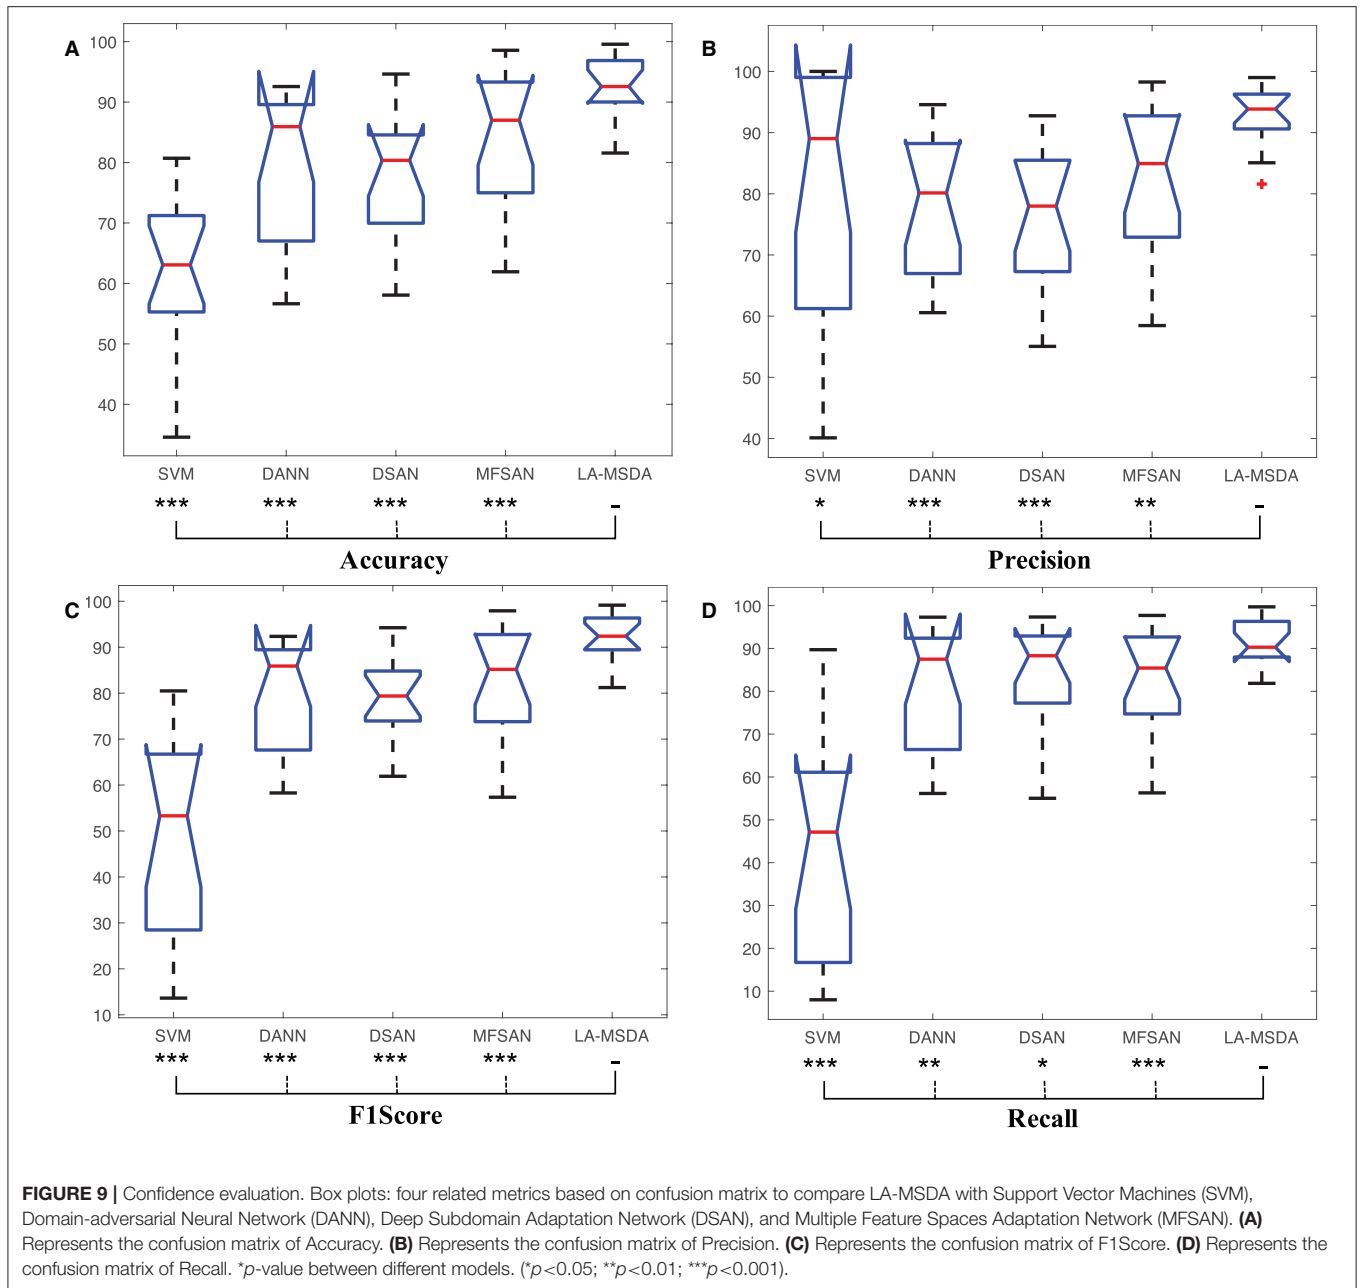 A
100
90
80
70
60
50
40
SVM DANN DSAN MFSAN LA-MSDA
*** *** *** *** -
Accuracy
B
100
90
80
70
60
50
40
SVM DANN DSAN MFSAN LA-MSDA
* *** *** ** -
Precision
C
100
90
80
70
60
50
40
30
20
10
SVM DANN DSAN MFSAN LA-MSDA
*** *** *** *** -
F1Score
D
100
90
80
70
60
50
40
30
20
10
SVM DANN DSAN MFSAN LA-MSDA
*** ** * *** -
Recall
FIGURE 9 | Confidence evaluation. Box plots: four related metrics based on confusion matrix to compare LA-MSDA with Support Vector Machines (SVM),
Domain-adversarial Neural Network (DANN), Deep Subdomain Adaptation Network (DSAN), and Multiple Feature Spaces Adaptation Network (MFSAN). (A)
Represents the confusion matrix of Accuracy. (B) Represents the confusion matrix of Precision. (C) Represents the confusion matrix of F1Score. (D) Represents the
confusion matrix of Recall. *p-value between different models. (*p<0.05; **p<0.01; ***p<0.001).